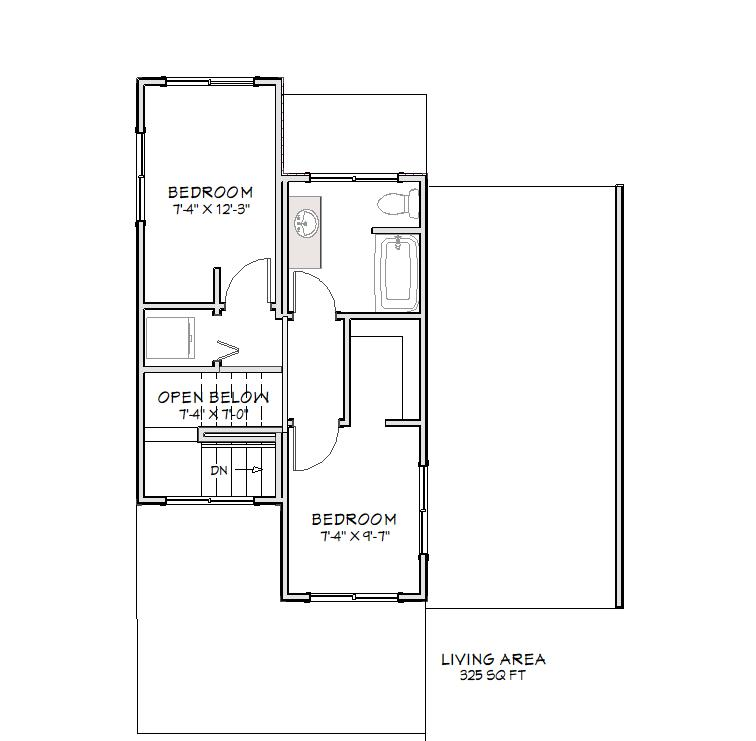 BEDROOM
7'-4" X 12'-3"
OPEN BELOW
7'-4" X 7'-0"
DN
BEDROOM
7'-4" X 9'-7"
LIVING AREA
325 SQ FT